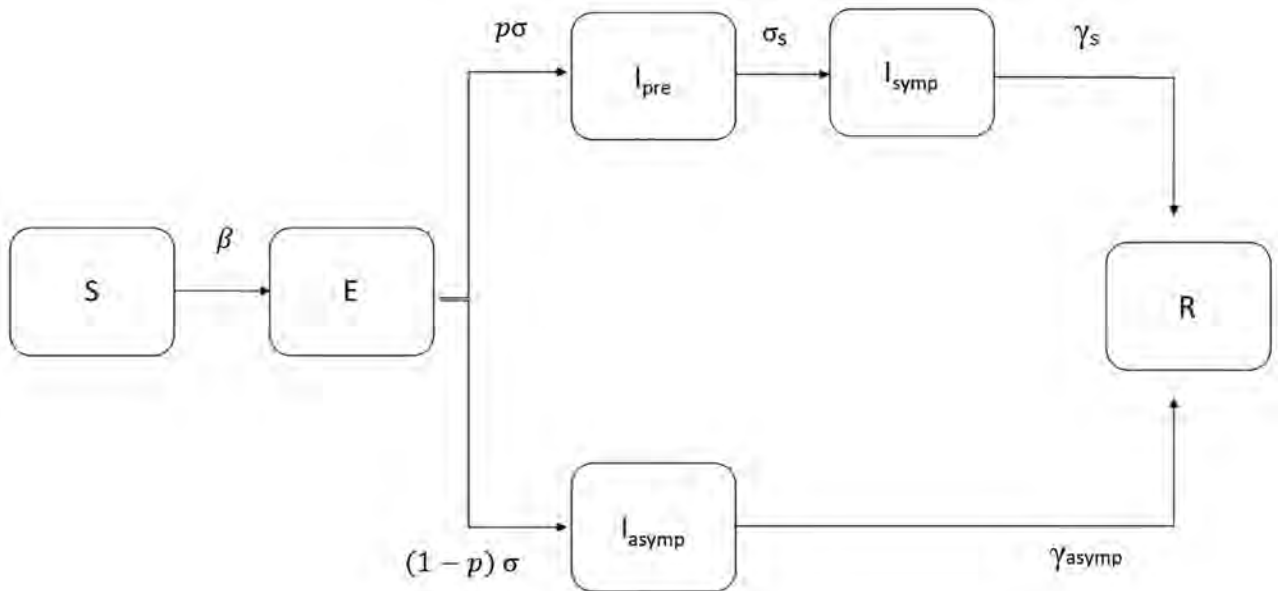 pσ
σs
γs
Ipre
Isymp
β
S
E
R
Iasymp
(1 − p) σ
γasymp